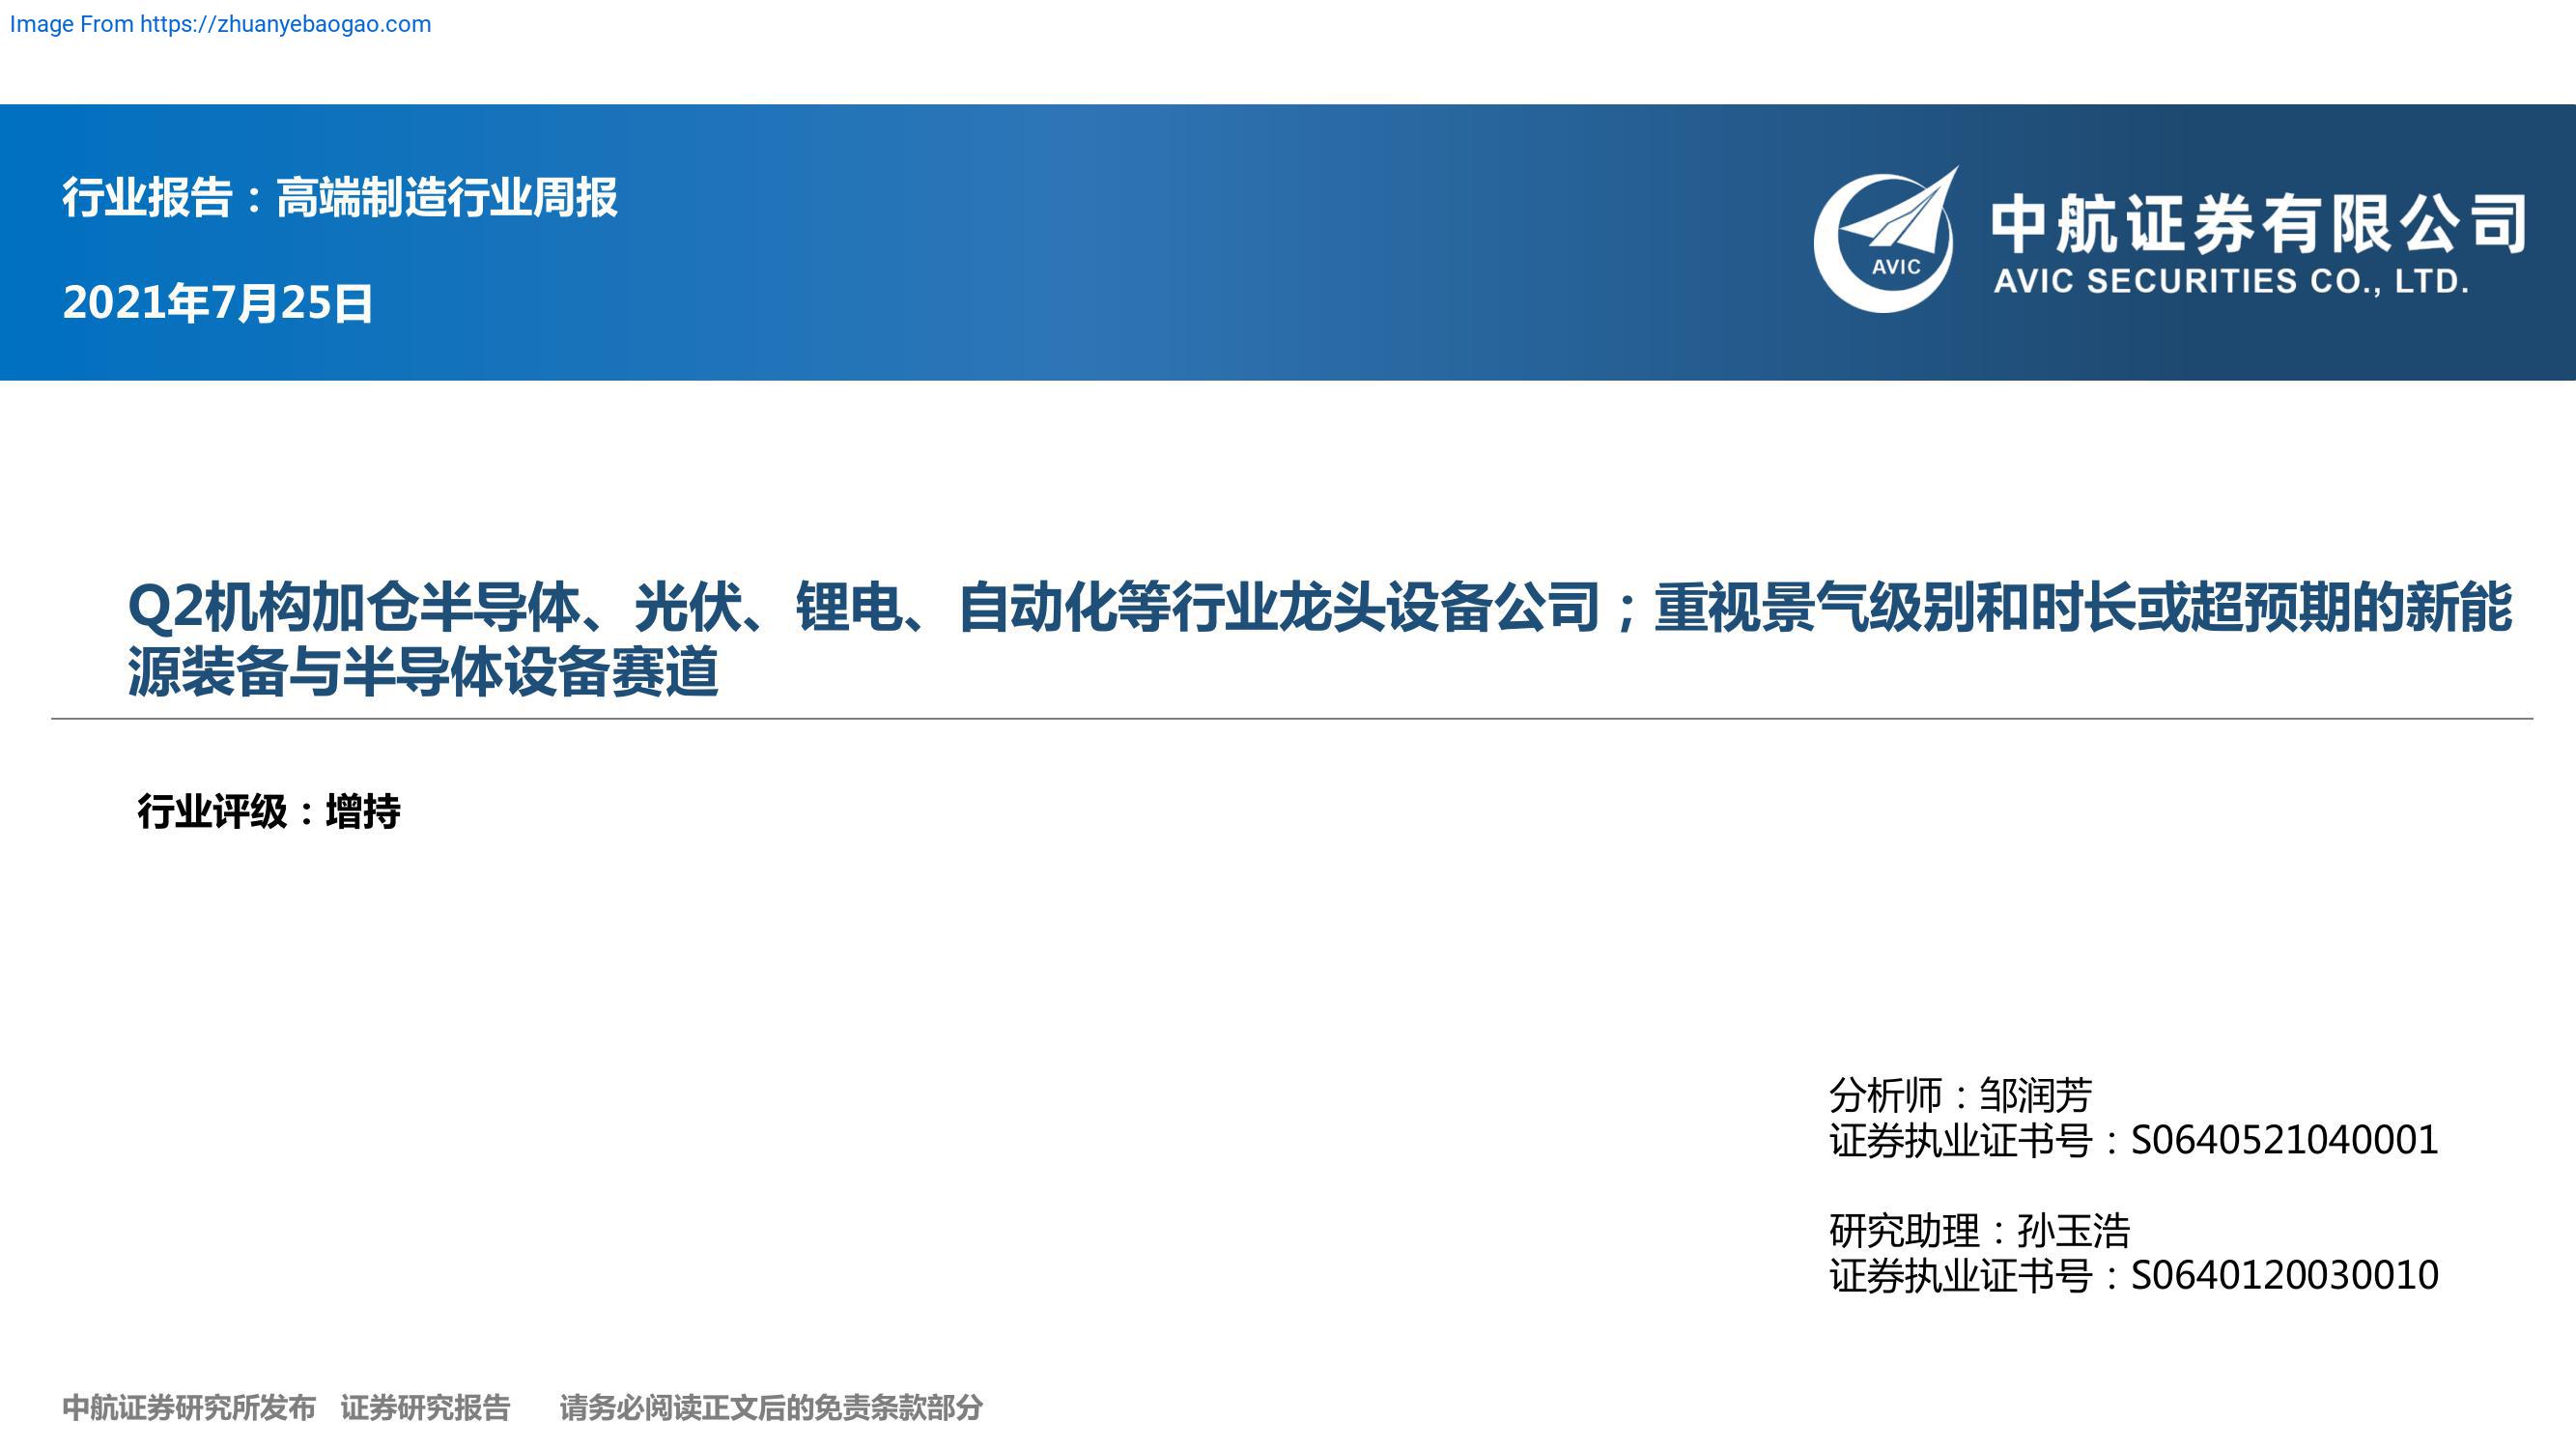 Image From https://zhuanyebaogao.com
行业报告：高端制造行业周报
2021年7月25日
AVIC
中航证券有限公司
AVIC SECURITIES CO., LTD.
Q2机构加仓半导体、光伏、锂电、自动化等行业龙头设备公司；重视景气级别和时长或超预期的新能
源装备与半导体设备赛道
行业评级：增持
分析师：邹润芳
证券执业证书号：S0640521040001
研究助理：孙玉浩
证券执业证书号：S0640120030010
中航证券研究所发布 证券研究报告 请务必阅读正文后的免责条款部分